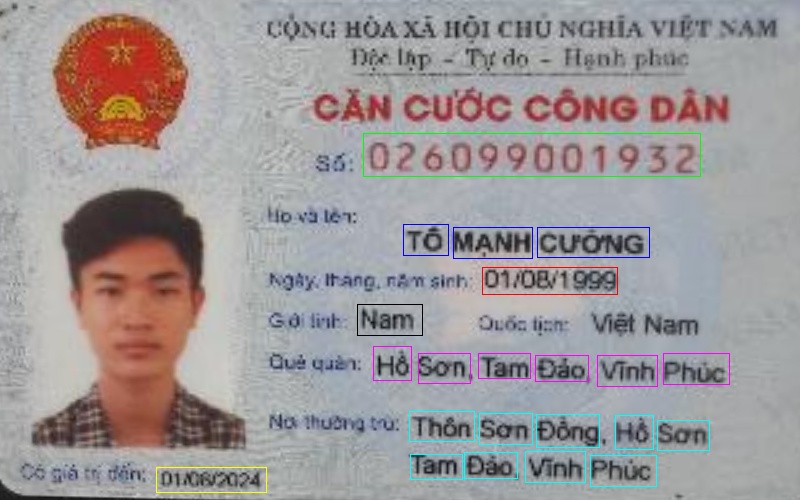 CỘNG HÒA XÃ HỘI CHỦ NGHĨA VIỆT NAM
Độc lập - Tự do - Hạnh phúc
CĂN CƯỚC CÔNG DÂN
Số: 026099001932
Họ và tên:
TÔ MẠNH CƯỜNG
Ngày, tháng, năm sinh: 01/08/1999
Giới tính: Nam Quốc tịch: Việt Nam
Quê quán: Hồ Sơn, Tam Đảo, Vĩnh Phúc
Nơi thường trú: Thôn Sơn Đồng, Hồ Sơn
Tam Đảo, Vĩnh Phúc
Có giá trị đến: 01/08/2024